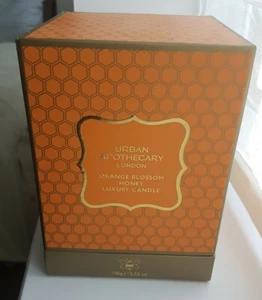 URBAN
APOTHECARY
LONDON
ORANGE BLOSSOM
HONEY
LUXURY CANDLE